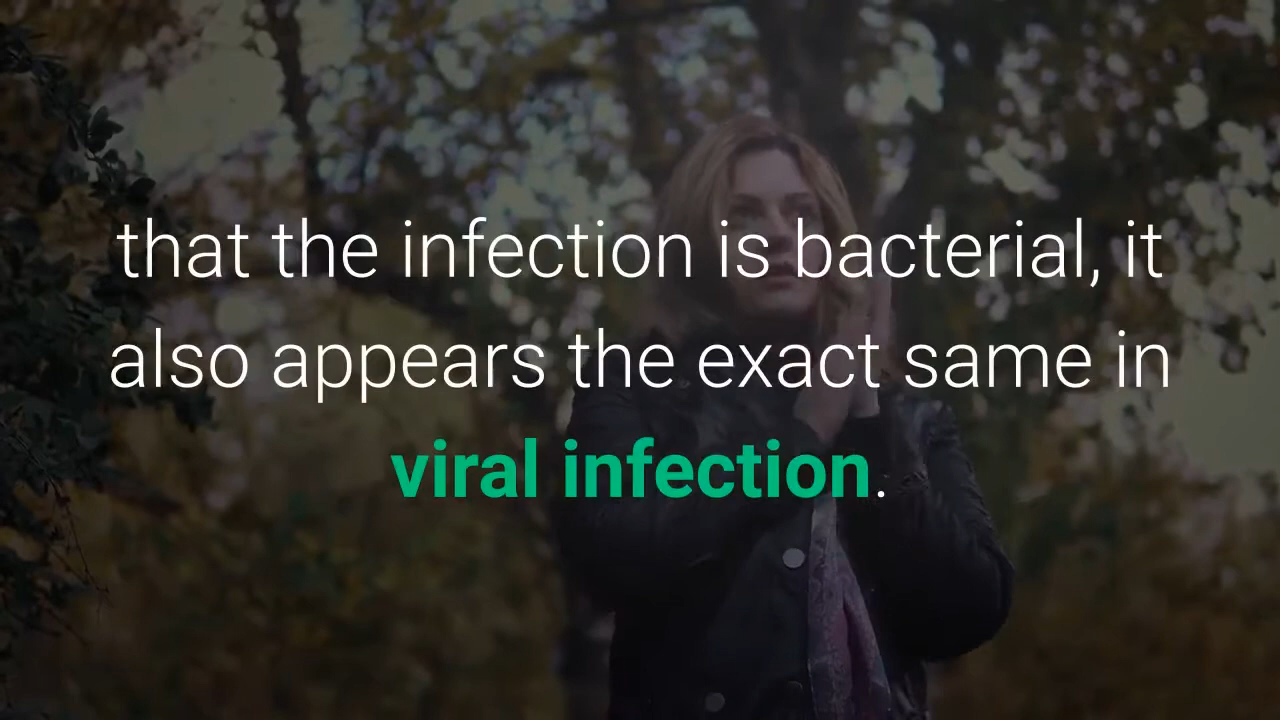 that the infection is bacterial, it
also appears the exact same in
viral infection.